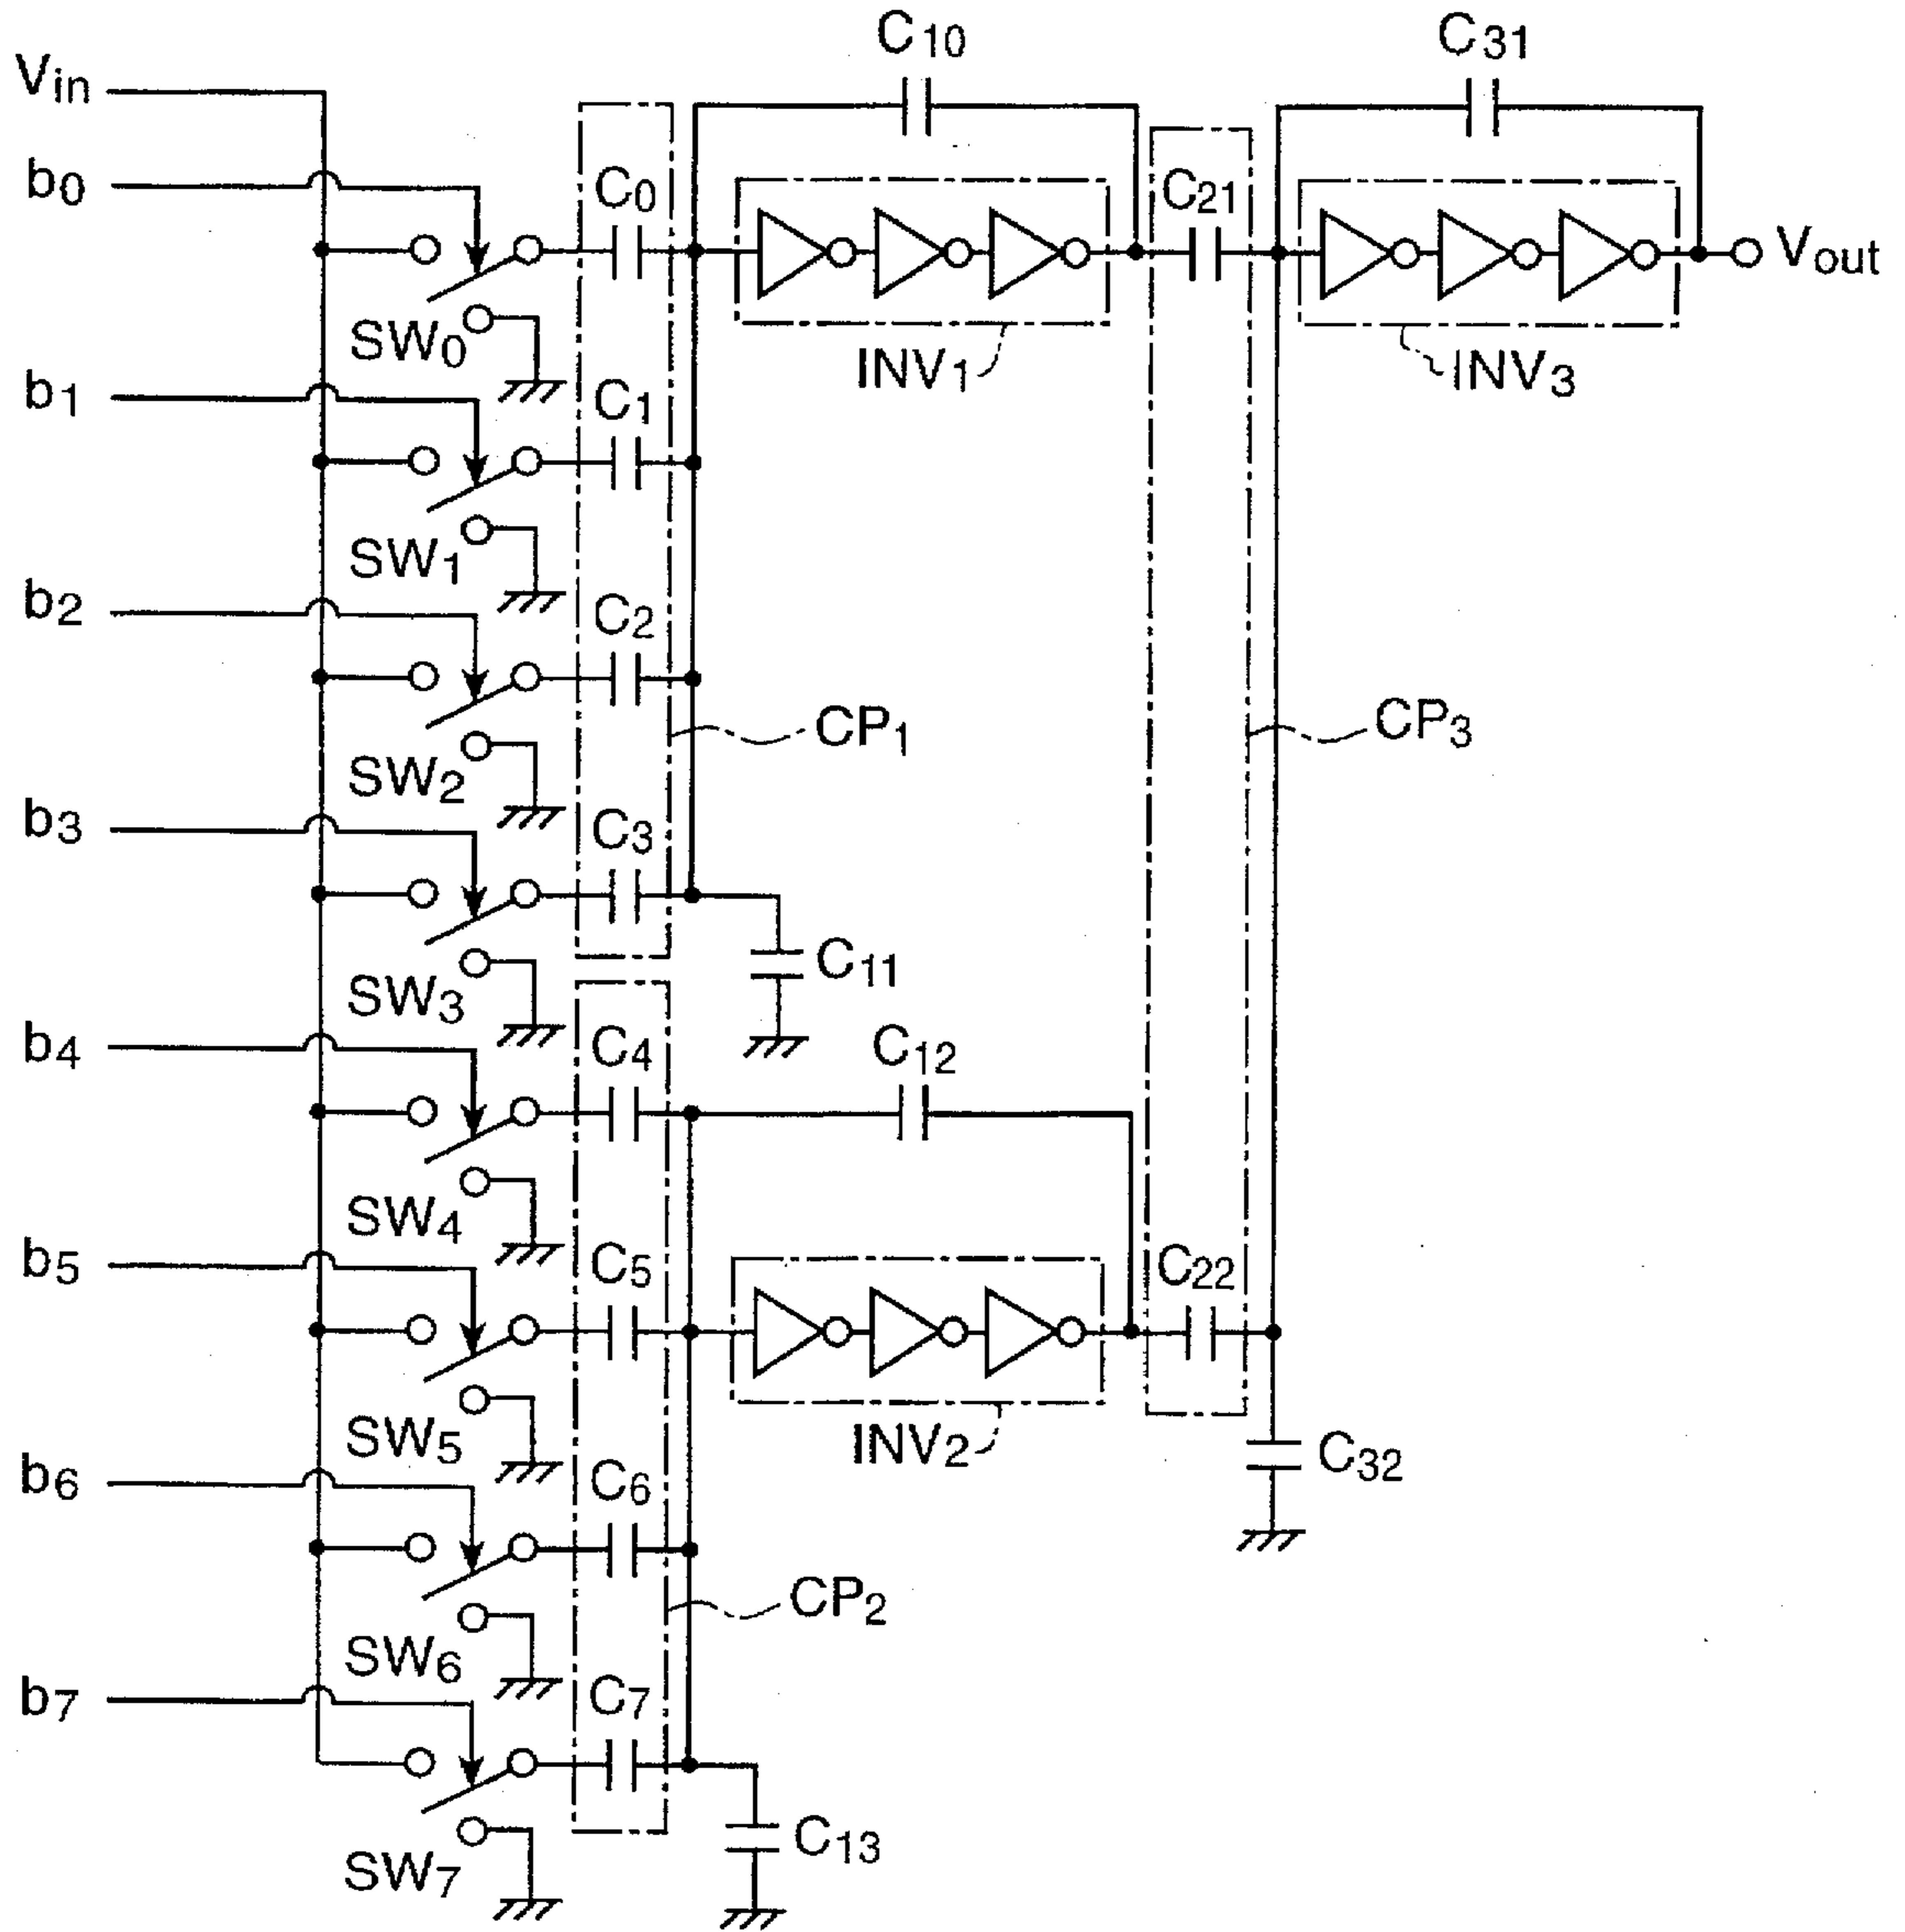 C10
C31
Vin
b0
C0
C21
Vout
SW0
INV1
INV3
b1
C1
SW1
b2
C2
CP1
CP3
SW2
b3
C3
C11
SW3
b4
C4
C12
SW4
b5
C5
C22
SW5
INV2
C32
b6
C6
CP2
SW6
b7
C7
C13
SW7